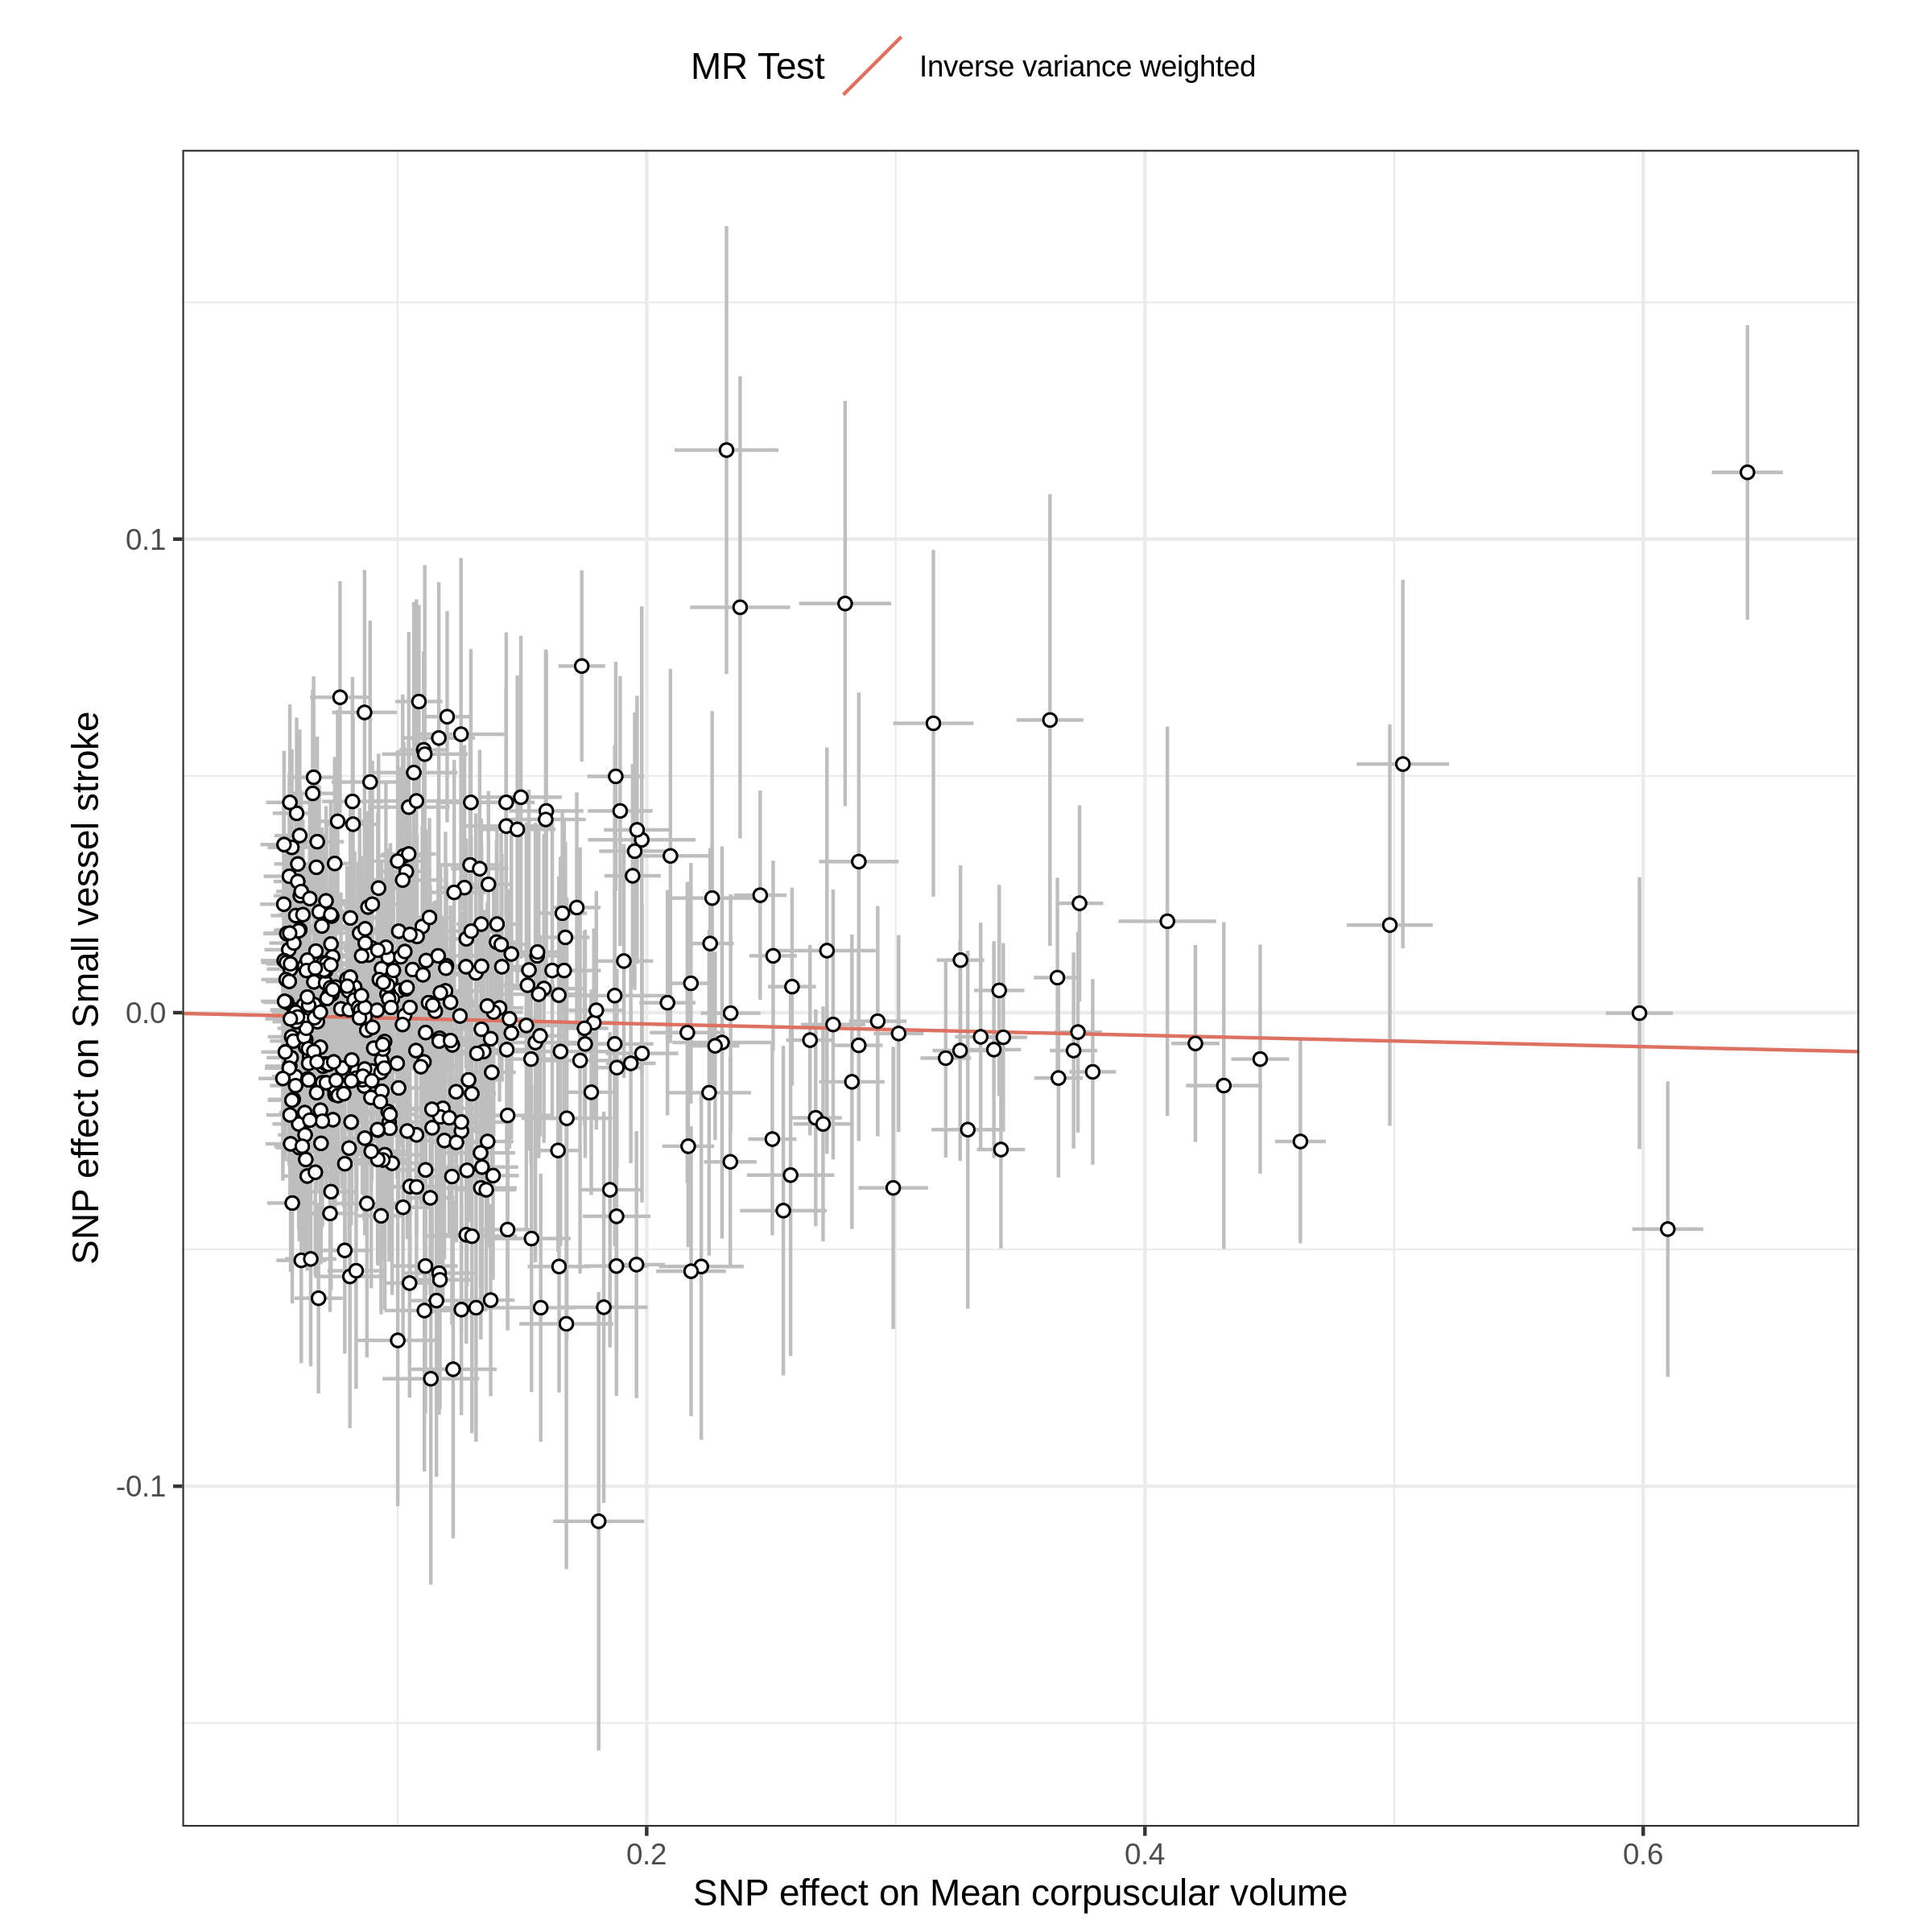 MR Test Inverse variance weighted
SNP effect on Small vessel stroke
0.1
0.0
-0.1
0.2 0.4 0.6
SNP effect on Mean corpuscular volume